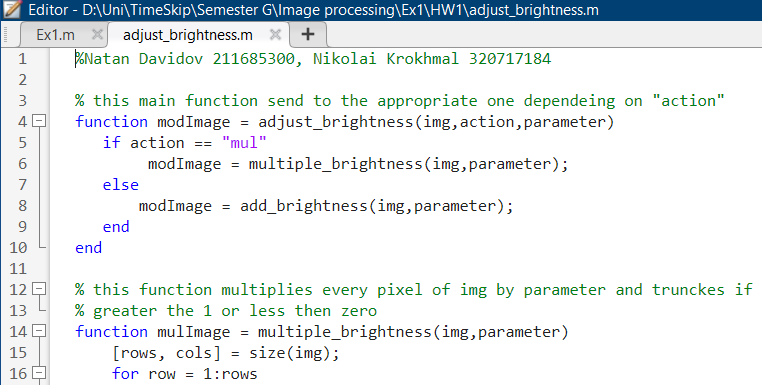 Editor - D:\Uni\TimeSkip\Semester G\Image processing\Ex1\HW1\adjust_brightness.m
Ex1.m × adjust_brightness.m × +
1 %Natan Davidov 211685300, Nikolai Krokhmal 320717184
2
3 % this main function send to the appropriate one dependeing on "action"
4 function modImage = adjust_brightness(img,action,parameter)
5 if action == "mul"
6 modImage = multiple_brightness(img,parameter);
7 else
8 modImage = add_brightness(img,parameter);
9 end
10 end
11
12 % this function multiplies every pixel of img by parameter and trunckes if
13 % greater the 1 or less then zero
14 function mulImage = multiple_brightness(img,parameter)
15 [rows, cols] = size(img);
16 for row = 1:rows